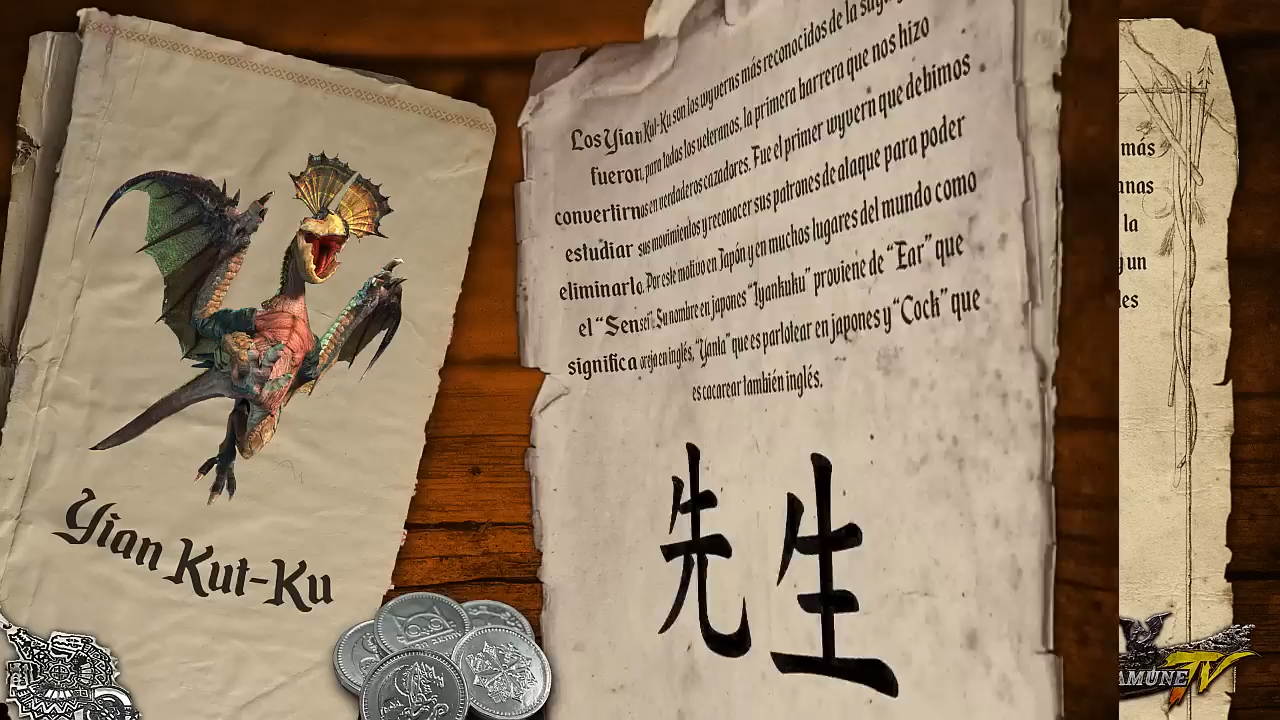 Yian Kut-Ku
Los Yian Kut-Ku son los wyverns más reconocidos de la saga y
fueron, para todos los veteranos, la primera barrera que nos hizo
convertirnos en verdaderos cazadores. Fue el primer wyvern que debimos
estudiar sus movimientos y reconocer sus patrones de ataque para poder
eliminarlo. Por este motivo en Japón y en muchos lugares del mundo como
el "Sensei". Su nombre en japones "Iyankuku" proviene de "Ear" que
significa oreja en inglés, "Yanta" que es parlotear en japones y "Cock" que
es cacarear también inglés.
先生
más
la
AMUNE TV